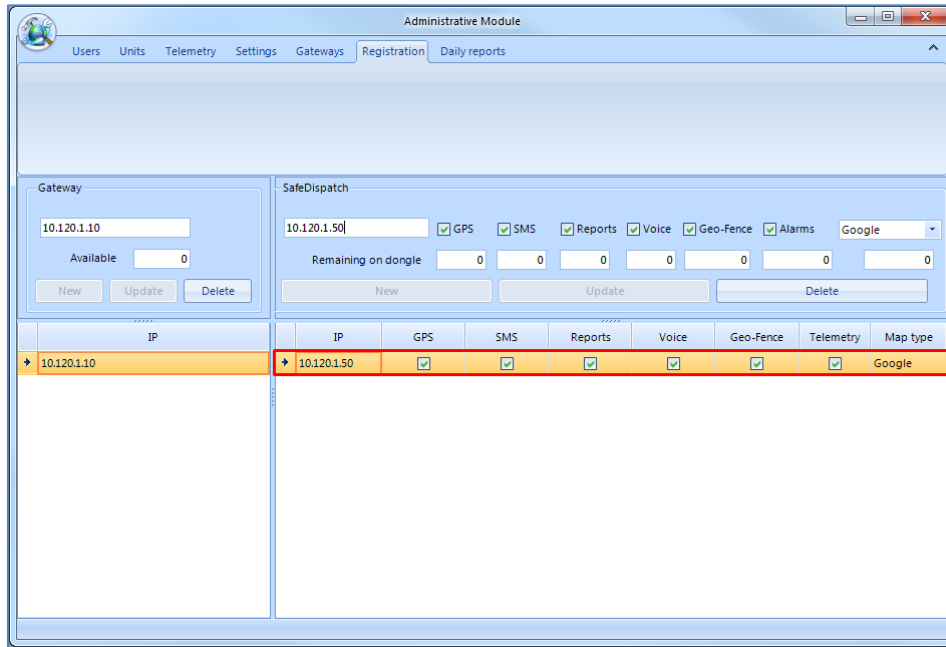 Administrative Module
Users Units Telemetry Settings Gateways Registration Daily reports
Gateway
10.120.1.10
Available 0
New Update Delete
SafeDispatch
10.120.1.50 GPS SMS Reports Voice Geo-Fence Alarms Google
Remaining on dongle 0 0 0 0 0 0 0
New Update Delete
IP
10.120.1.10
IP GPS SMS Reports Voice Geo-Fence Telemetry Map type
10.120.1.50 Google